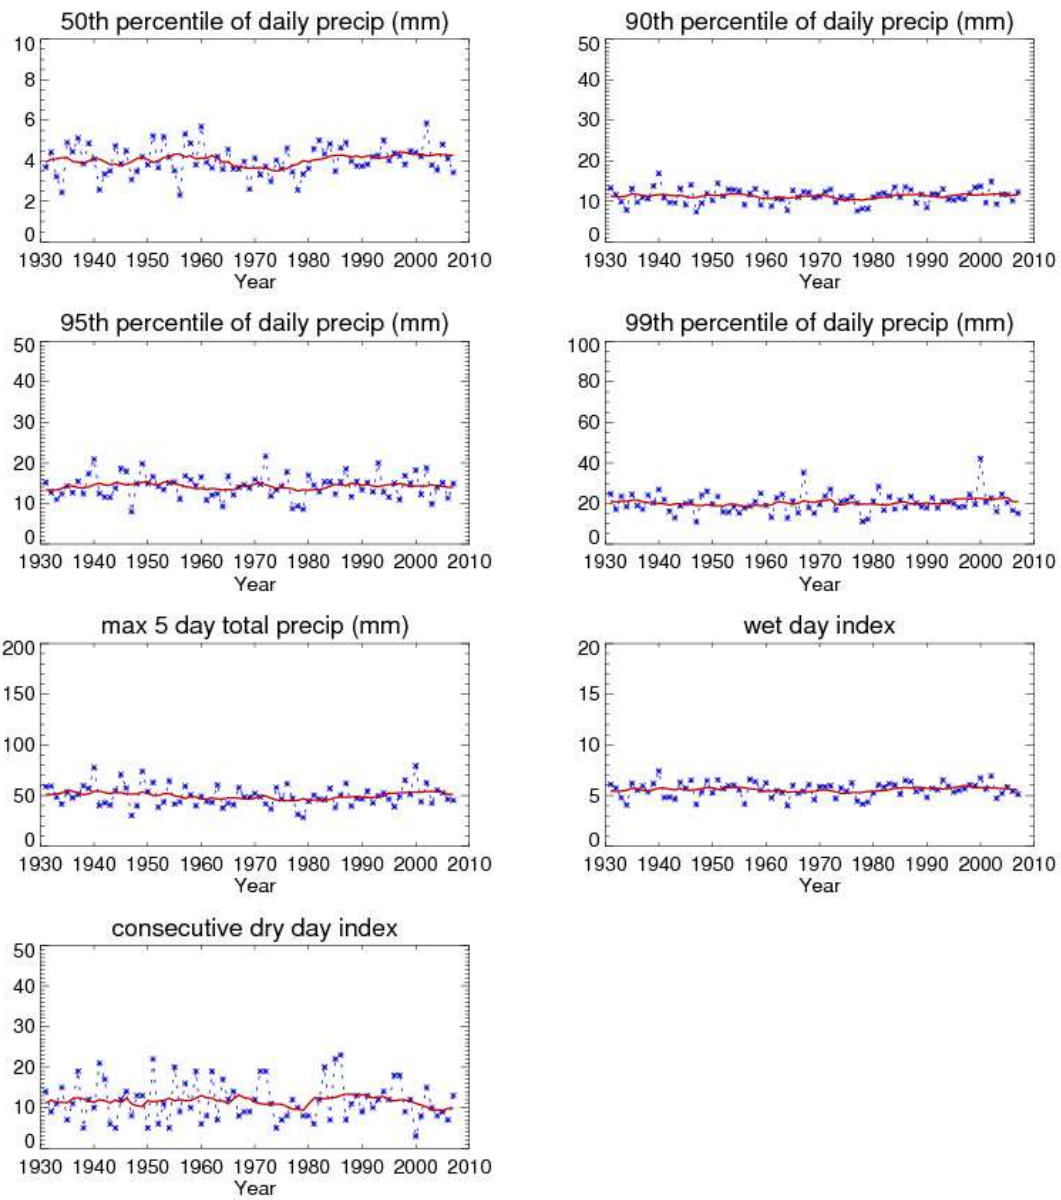 50th percentile of daily precip (mm)
10
8
6
4
2
0
1930 1940 1950 1960 1970 1980 1990 2000 2010
Year
90th percentile of daily precip (mm)
50
40
30
20
10
0
1930 1940 1950 1960 1970 1980 1990 2000 2010
Year
95th percentile of daily precip (mm)
50
40
30
20
10
0
1930 1940 1950 1960 1970 1980 1990 2000 2010
Year
99th percentile of daily precip (mm)
100
80
60
40
20
0
1930 1940 1950 1960 1970 1980 1990 2000 2010
Year
max 5 day total precip (mm)
200
150
100
50
0
1930 1940 1950 1960 1970 1980 1990 2000 2010
Year
wet day index
20
15
10
5
0
1930 1940 1950 1960 1970 1980 1990 2000 2010
Year
consecutive dry day index
50
40
30
20
10
0
1930 1940 1950 1960 1970 1980 1990 2000 2010
Year